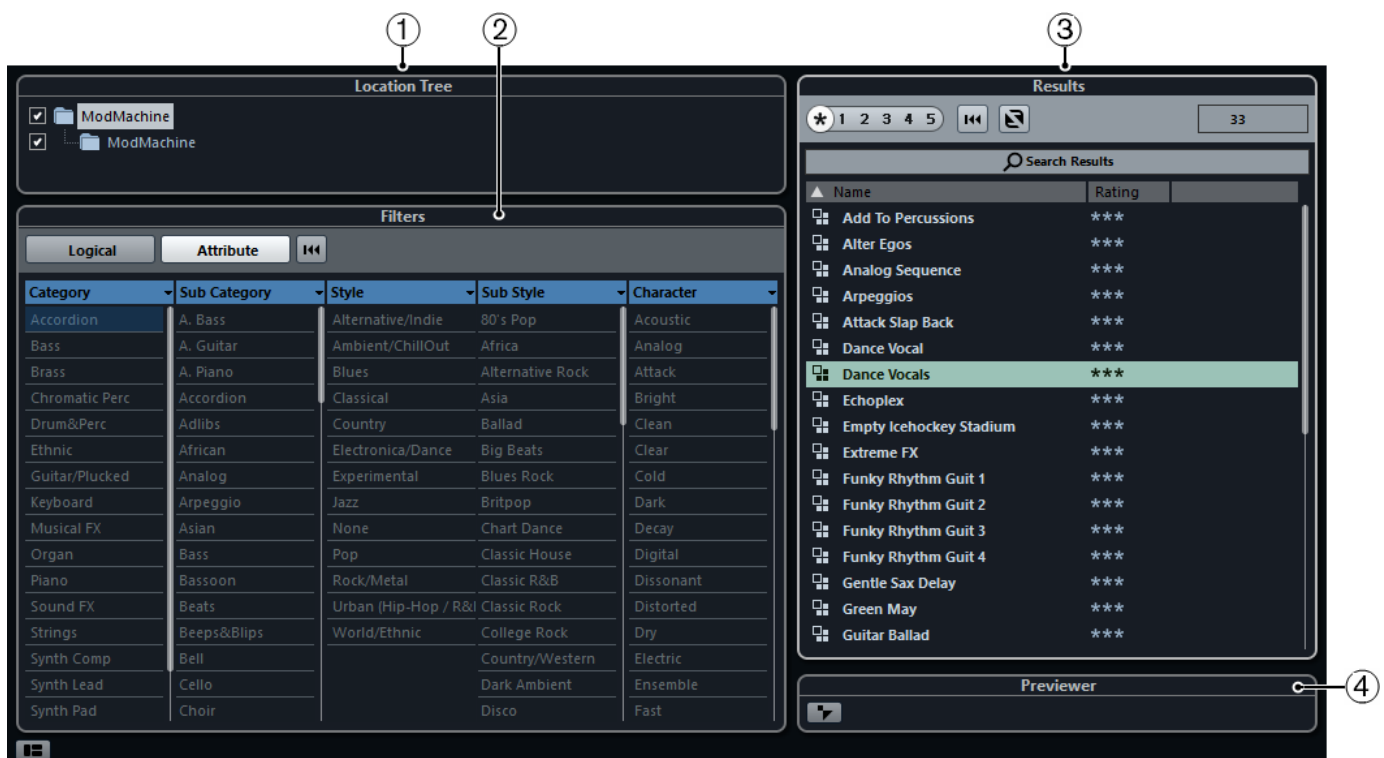 1
2
3
Location Tree
ModMachine
ModMachine
Filters
Logical Attribute
Category Sub Category Style Sub Style Character
Accordion A. Bass Alternative/Indie 80's Pop Acoustic
Bass A. Guitar Ambient/ChillOut Africa Analog
Brass A. Piano Blues Alternative Rock Attack
Chromatic Perc Accordion Classical Asia Bright
Drum&Perc Adlibs Country Ballad Clean
Ethnic African Electronica/Dance Big Beats Clear
Guitar/Plucked Analog Experimental Blues Rock Cold
Keyboard Arpeggio Jazz Britpop Dark
Musical FX Asian None Chart Dance Decay
Organ Bass Pop Classic House Digital
Piano Bassoon Rock/Metal Classic R&B Dissonant
Sound FX Beats Urban (Hip-Hop / R&I Classic Rock Distorted
Strings Beeps&Blips World/Ethnic College Rock Dry
Synth Comp Bell Country/Western Electric
Synth Lead Cello Dark Ambient Ensemble
Synth Pad Choir Disco Fast
Results
* 1 2 3 4 5 33
Search Results
Name Rating
Add To Percussions ***
Alter Egos ***
Analog Sequence ***
Arpeggios ***
Attack Slap Back ***
Dance Vocal ***
Dance Vocals ***
Echoplex ***
Empty Icehockey Stadium ***
Extreme FX ***
Funky Rhythm Guit 1 ***
Funky Rhythm Guit 2 ***
Funky Rhythm Guit 3 ***
Funky Rhythm Guit 4 ***
Gentle Sax Delay ***
Green May ***
Guitar Ballad ***
Previewer
4